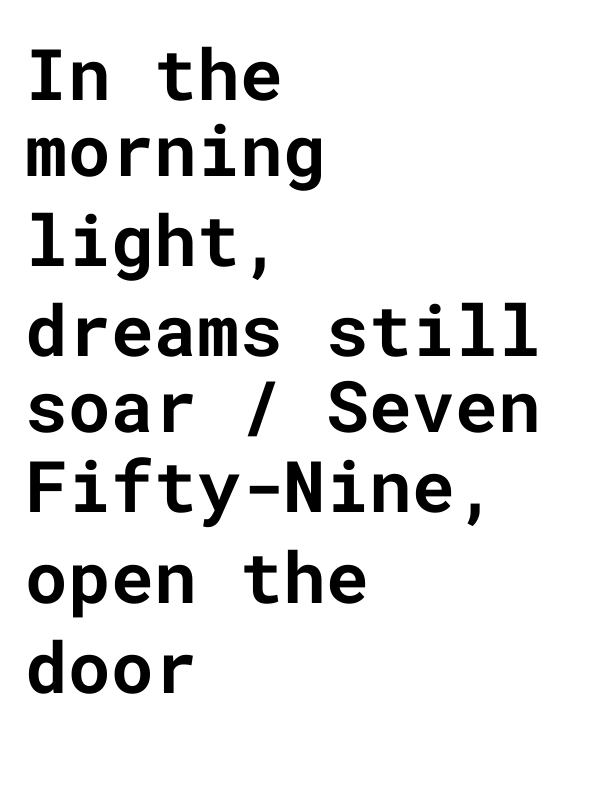 In the
morning
light,
dreams still
soar / Seven
Fifty-Nine,
open the
door